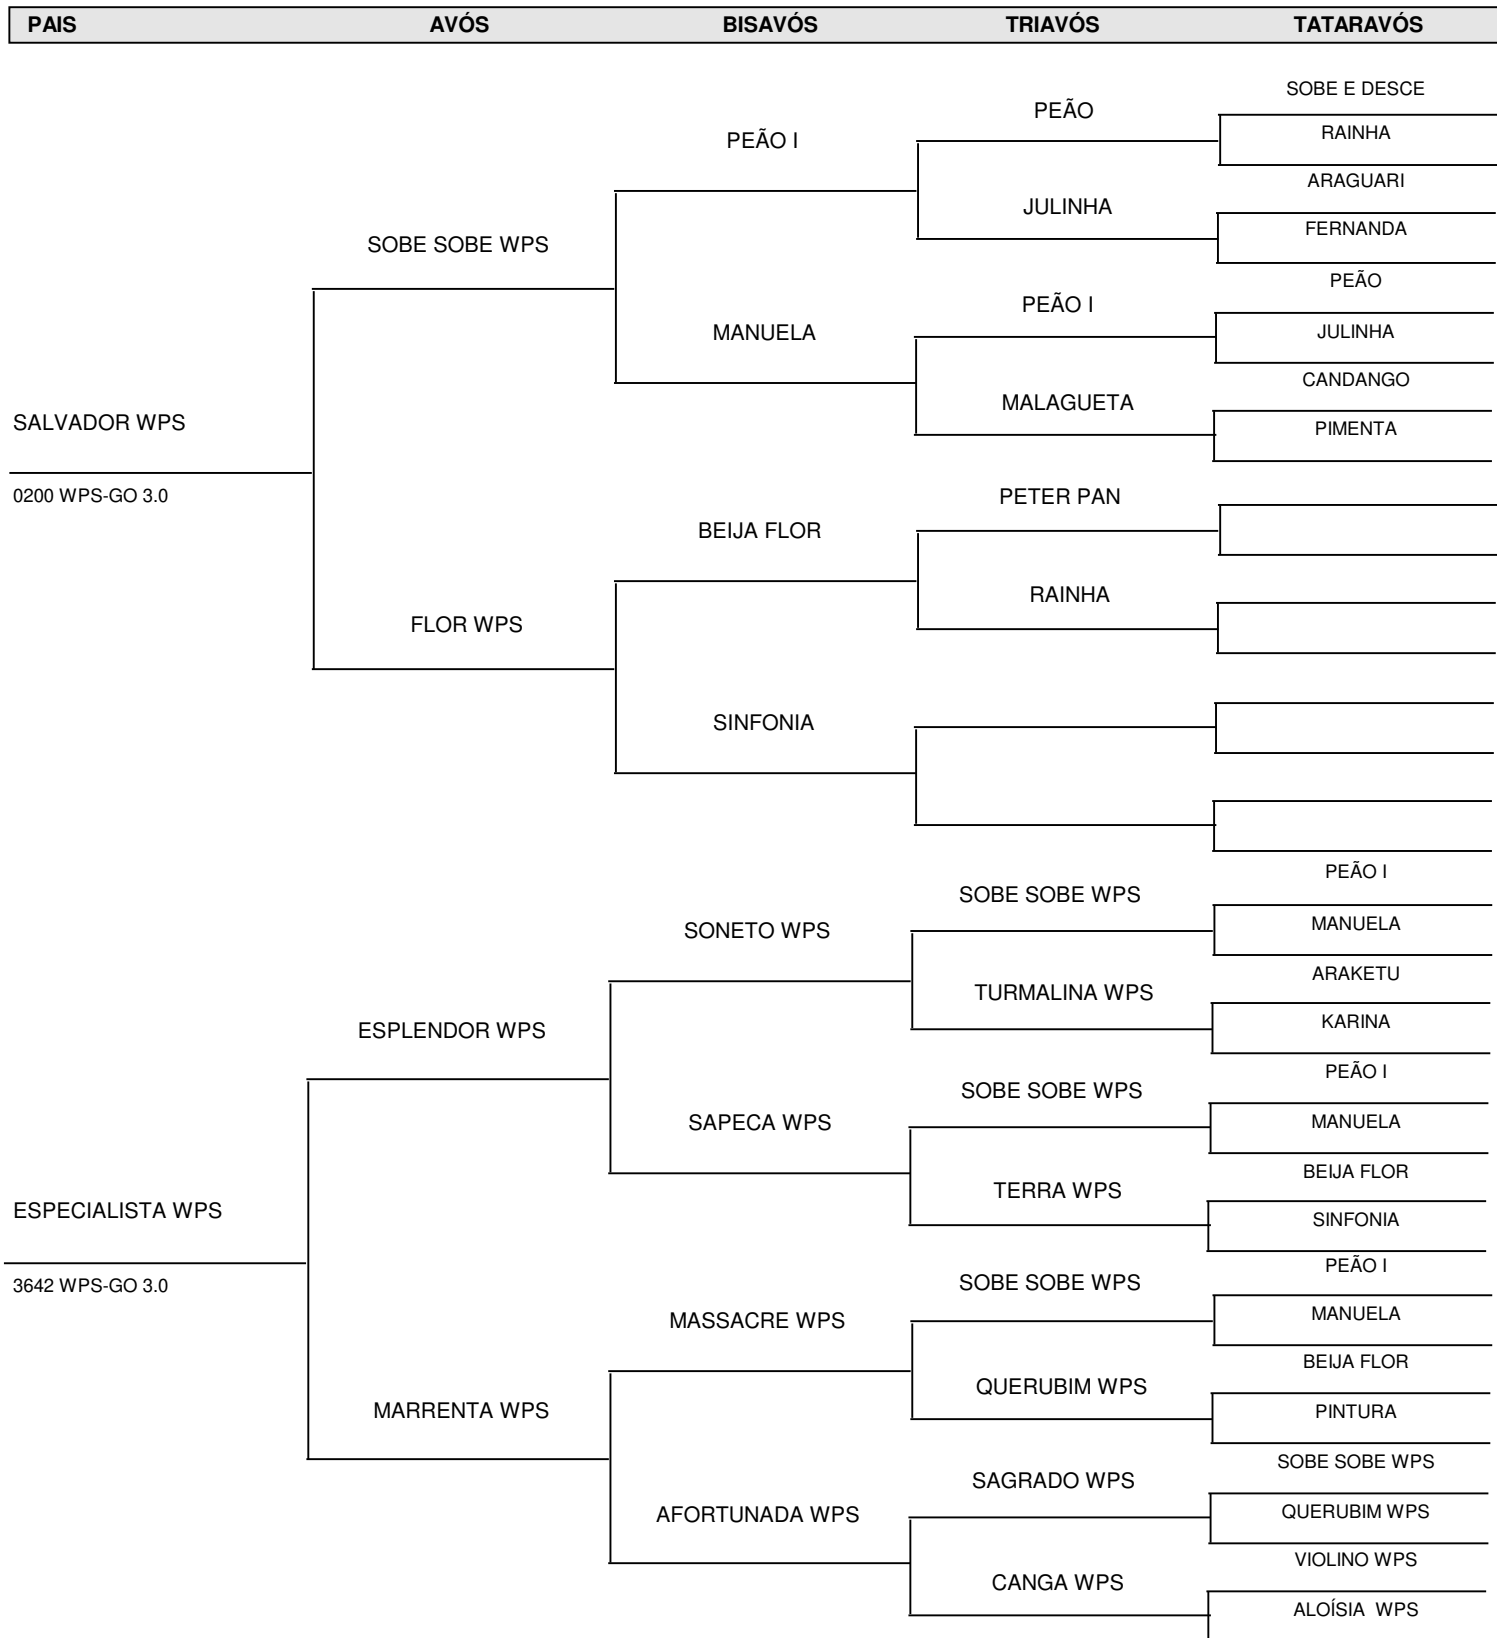 PAIS AVÓS BISAVÓS TRIAVÓS TATARAVÓS
SOBE E DESCE
PEÃO
RAINHA
PEÃO I
ARAGUARI
JULINHA
FERNANDA
SOBE SOBE WPS
PEÃO
PEÃO I
MANUELA
JULINHA
CANDANGO
MALAGUETA
SALVADOR WPS
PIMENTA
0200 WPS-GO 3.0
PETER PAN
BEIJA FLOR
RAINHA
FLOR WPS
SINFONIA
PEÃO I
SOBE SOBE WPS
MANUELA
SONETO WPS
ARAKETU
TURMALINA WPS
KARINA
ESPLENDOR WPS
PEÃO I
SOBE SOBE WPS
MANUELA
SAPECA WPS
BEIJA FLOR
TERRA WPS
ESPECIALISTA WPS
SINFONIA
PEÃO I
3642 WPS-GO 3.0
SOBE SOBE WPS
MANUELA
MASSACRE WPS
BEIJA FLOR
QUERUBIM WPS
MARRENTA WPS
PINTURA
SOBE SOBE WPS
SAGRADO WPS
QUERUBIM WPS
AFORTUNADA WPS
VIOLINO WPS
CANGA WPS
ALOÍSIA WPS